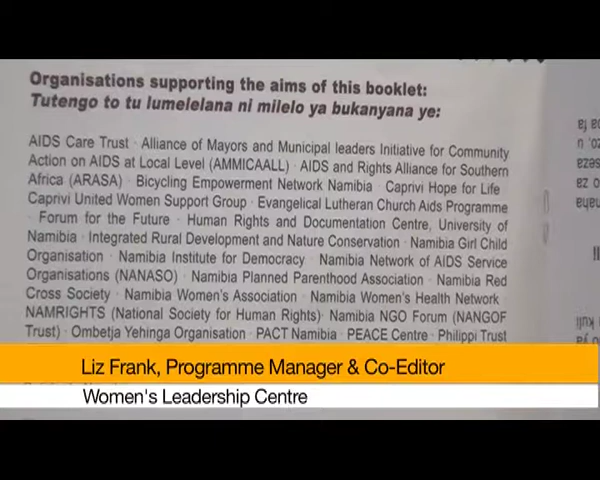 Organisations supporting the aims of this booklet:
Tutengo to tu lumelelana ni milelo ya bukanyana ye:
AIDS Care Trust · Alliance of Mayors and Municipal leaders Initiative for Community
Action on AIDS at Local Level (AMMICAALL) · AIDS and Rights Alliance for Southern
Africa (ARASA) · Bicycling Empowerment Network Namibia · Caprivi Hope for Life ·
Caprivi United Women Support Group · Evangelical Lutheran Church Aids Programme
· Forum for the Future · Human Rights and Documentation Centre, University of
Namibia · Integrated Rural Development and Nature Conservation · Namibia Girl Child
Organisation · Namibia Institute for Democracy · Namibia Network of AIDS Service
Organisations (NANASO) · Namibia Planned Parenthood Association · Namibia Red
Cross Society · Namibia Women's Association · Namibia Women's Health Network ·
NAMRIGHTS (National Society for Human Rights) · Namibia NGO Forum (NANGOF
Trust) · Ombetja Yehinga Organisation · PACT Namibia · PEACE Centre · Philippi Trust
Liz Frank, Programme Manager & Co-Editor
Women's Leadership Centre